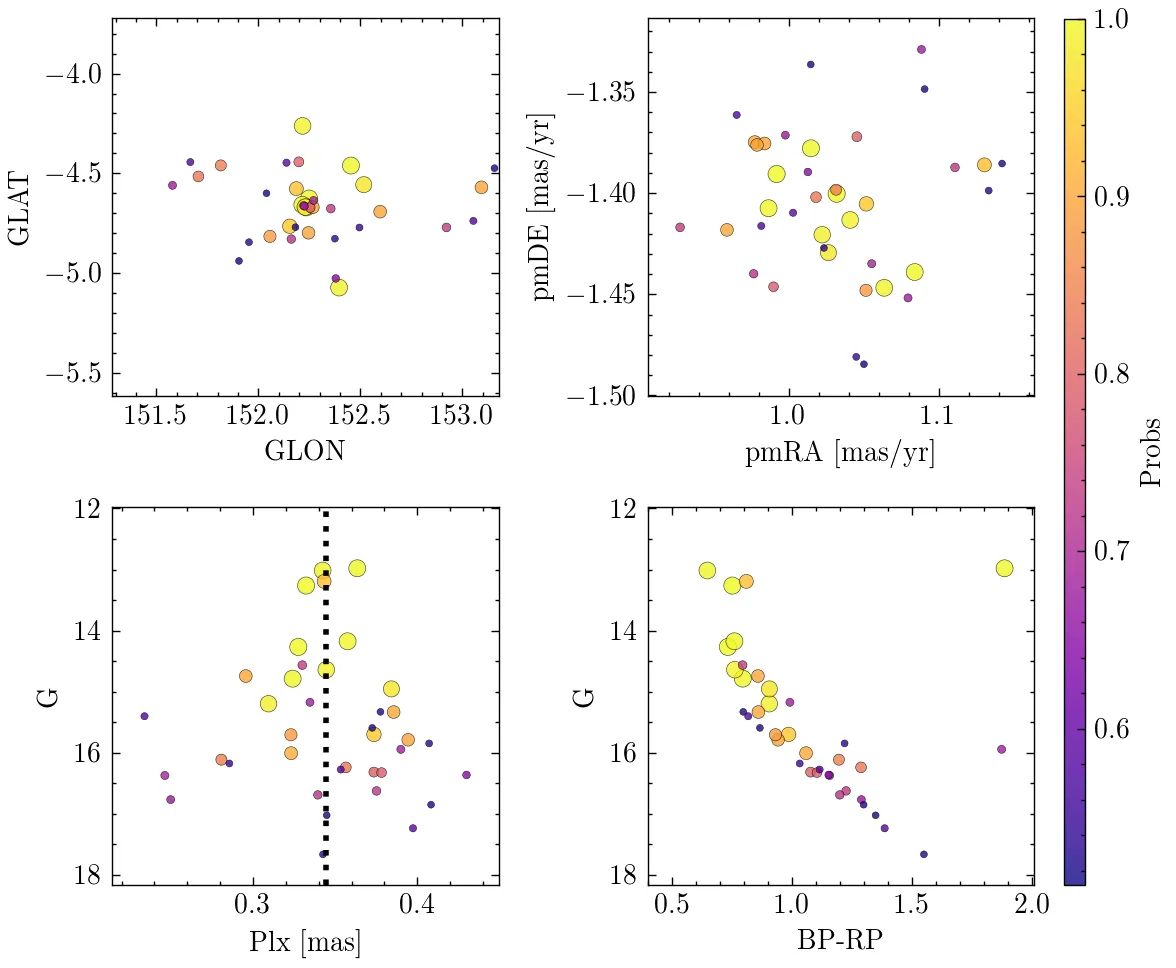 −4.0
−4.5
−5.0
−5.5
GLAT
151.5 152.0 152.5 153.0
GLON
−1.35
−1.40
−1.45
−1.50
pmDE [mas/yr]
1.0 1.1
pmRA [mas/yr]
12
14
16
18
G
0.3 0.4
Plx [mas]
12
14
16
18
G
0.5 1.0 1.5 2.0
BP-RP
1.0
0.9
0.8
0.7
0.6
Probs